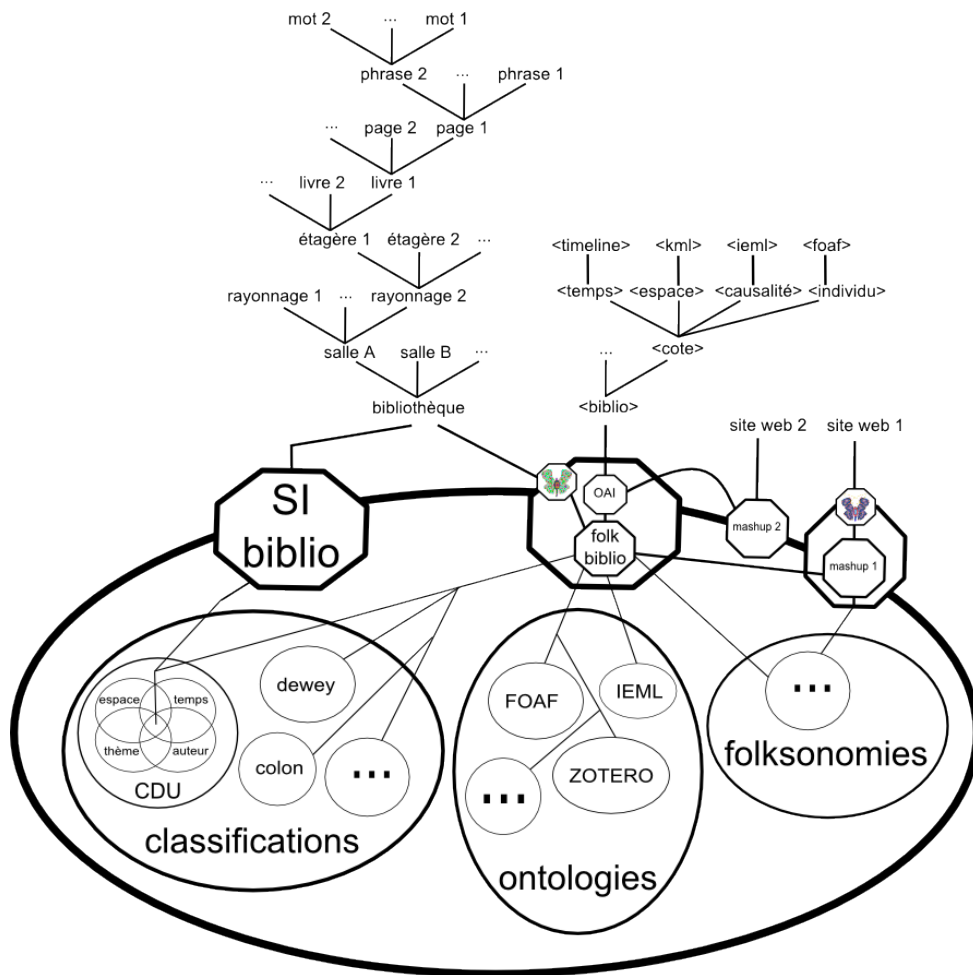 mot 2 ... mot 1
phrase 2 ... phrase 1
... page 2 page 1
... livre 2 livre 1
étagère 1 étagère 2 ...
<timeline> <kml> <ieml> <foaf>
rayonnage 1 ... rayonnage 2
<temps> <espace> <causalité> <individu>
salle A salle B ...
... <cote>
bibliothèque
<biblio>
site web 2 site web 1
SI
biblio
OAI
folk
biblio
mashup 2
mashup 1
espace temps
thème auteur
CDU
dewey
colon
...
classifications
FOAF
IEML
ZOTERO
...
ontologies
...
folksonomies